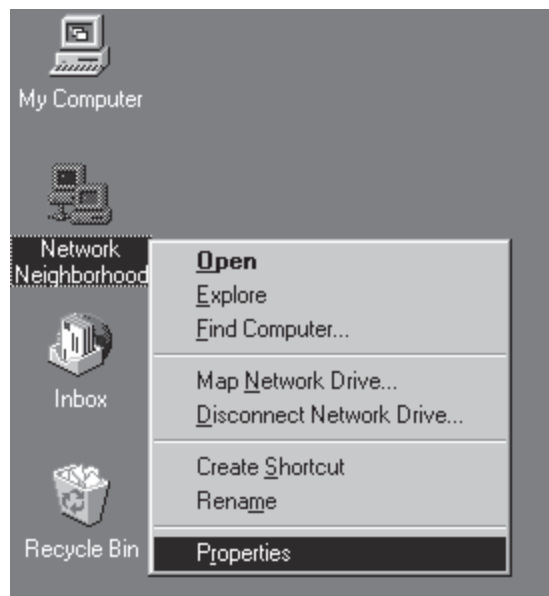 My Computer
Network
Neighborhood
Open
Explore
Find Computer...
Map Network Drive...
Disconnect Network Drive...
Create Shortcut
Rename
Properties
Inbox
Recycle Bin